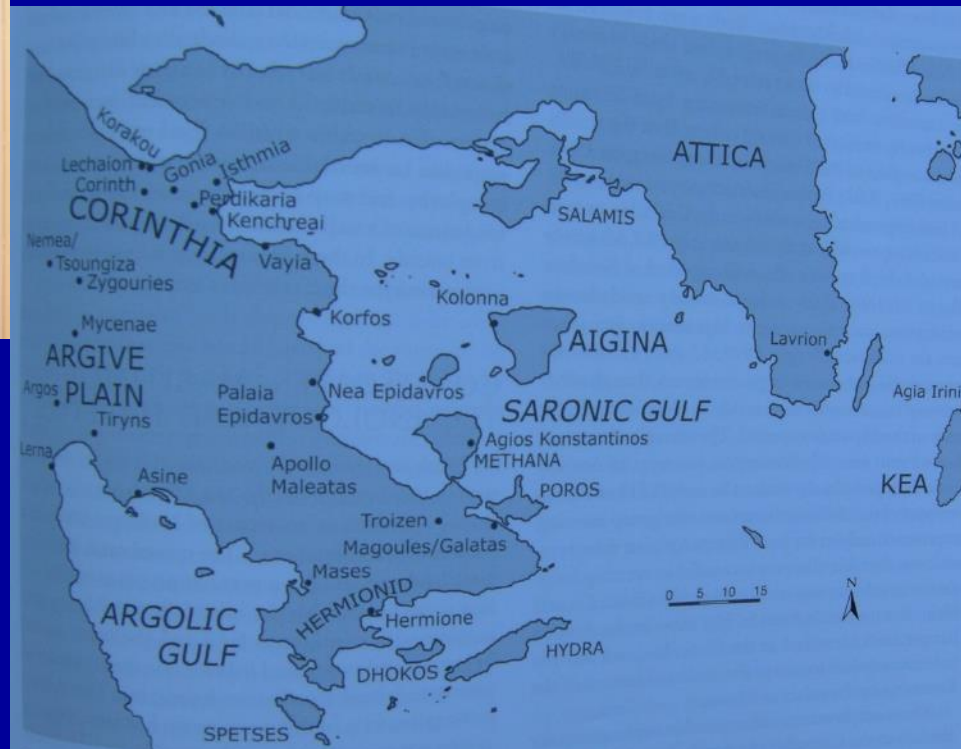 Korakou
Lechaion
Gonia
Isthmia
Corinth
Perdikaria
CORINTHIA
Kenchreai
Vayia
Nemea/
Tsoungiza
Zygouries
Mycenae
ARGIVE
PLAIN
Argos
Tiryns
Lerna
Asine
Korfos
Nea Epidavros
Palaia
Epidavros
Apollo
Maleatas
ATTICA
SALAMIS
Kolonna
AIGINA
Lavrion
SARONIC GULF
Agia Irini
KEA
Agios Konstantinos
METHANA
POROS
Troizen
Magoules/Galatas
Mases
HERMIONID
Hermione
ARGOLIC
GULF
DHOKOS
HYDRA
SPETSES
0 5 10 15
N